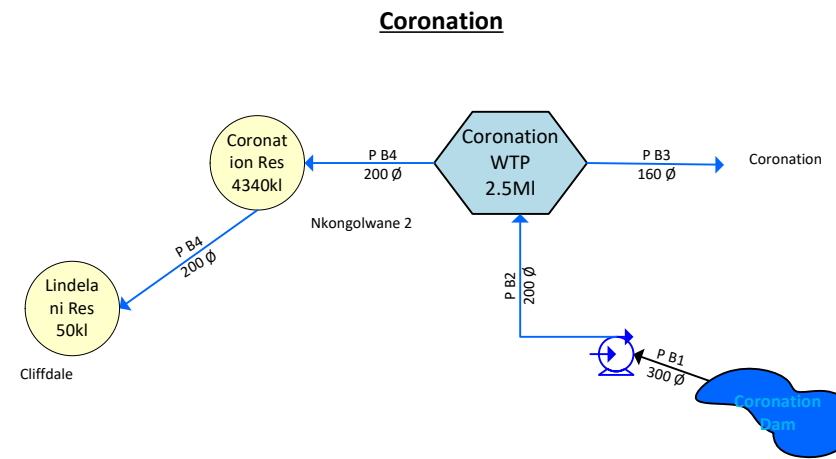 Coronation
Coronat
ion Res
4340kl
P B4
200 Ø
Coronation
WTP
2.5Ml
P B3
160 Ø
Coronation
Nkongolwane 2
P B4
200 Ø
Lindela
ni Res
50kl
Cliffdale
P B2
200 Ø
P B1
300 Ø
Coronation
Dam